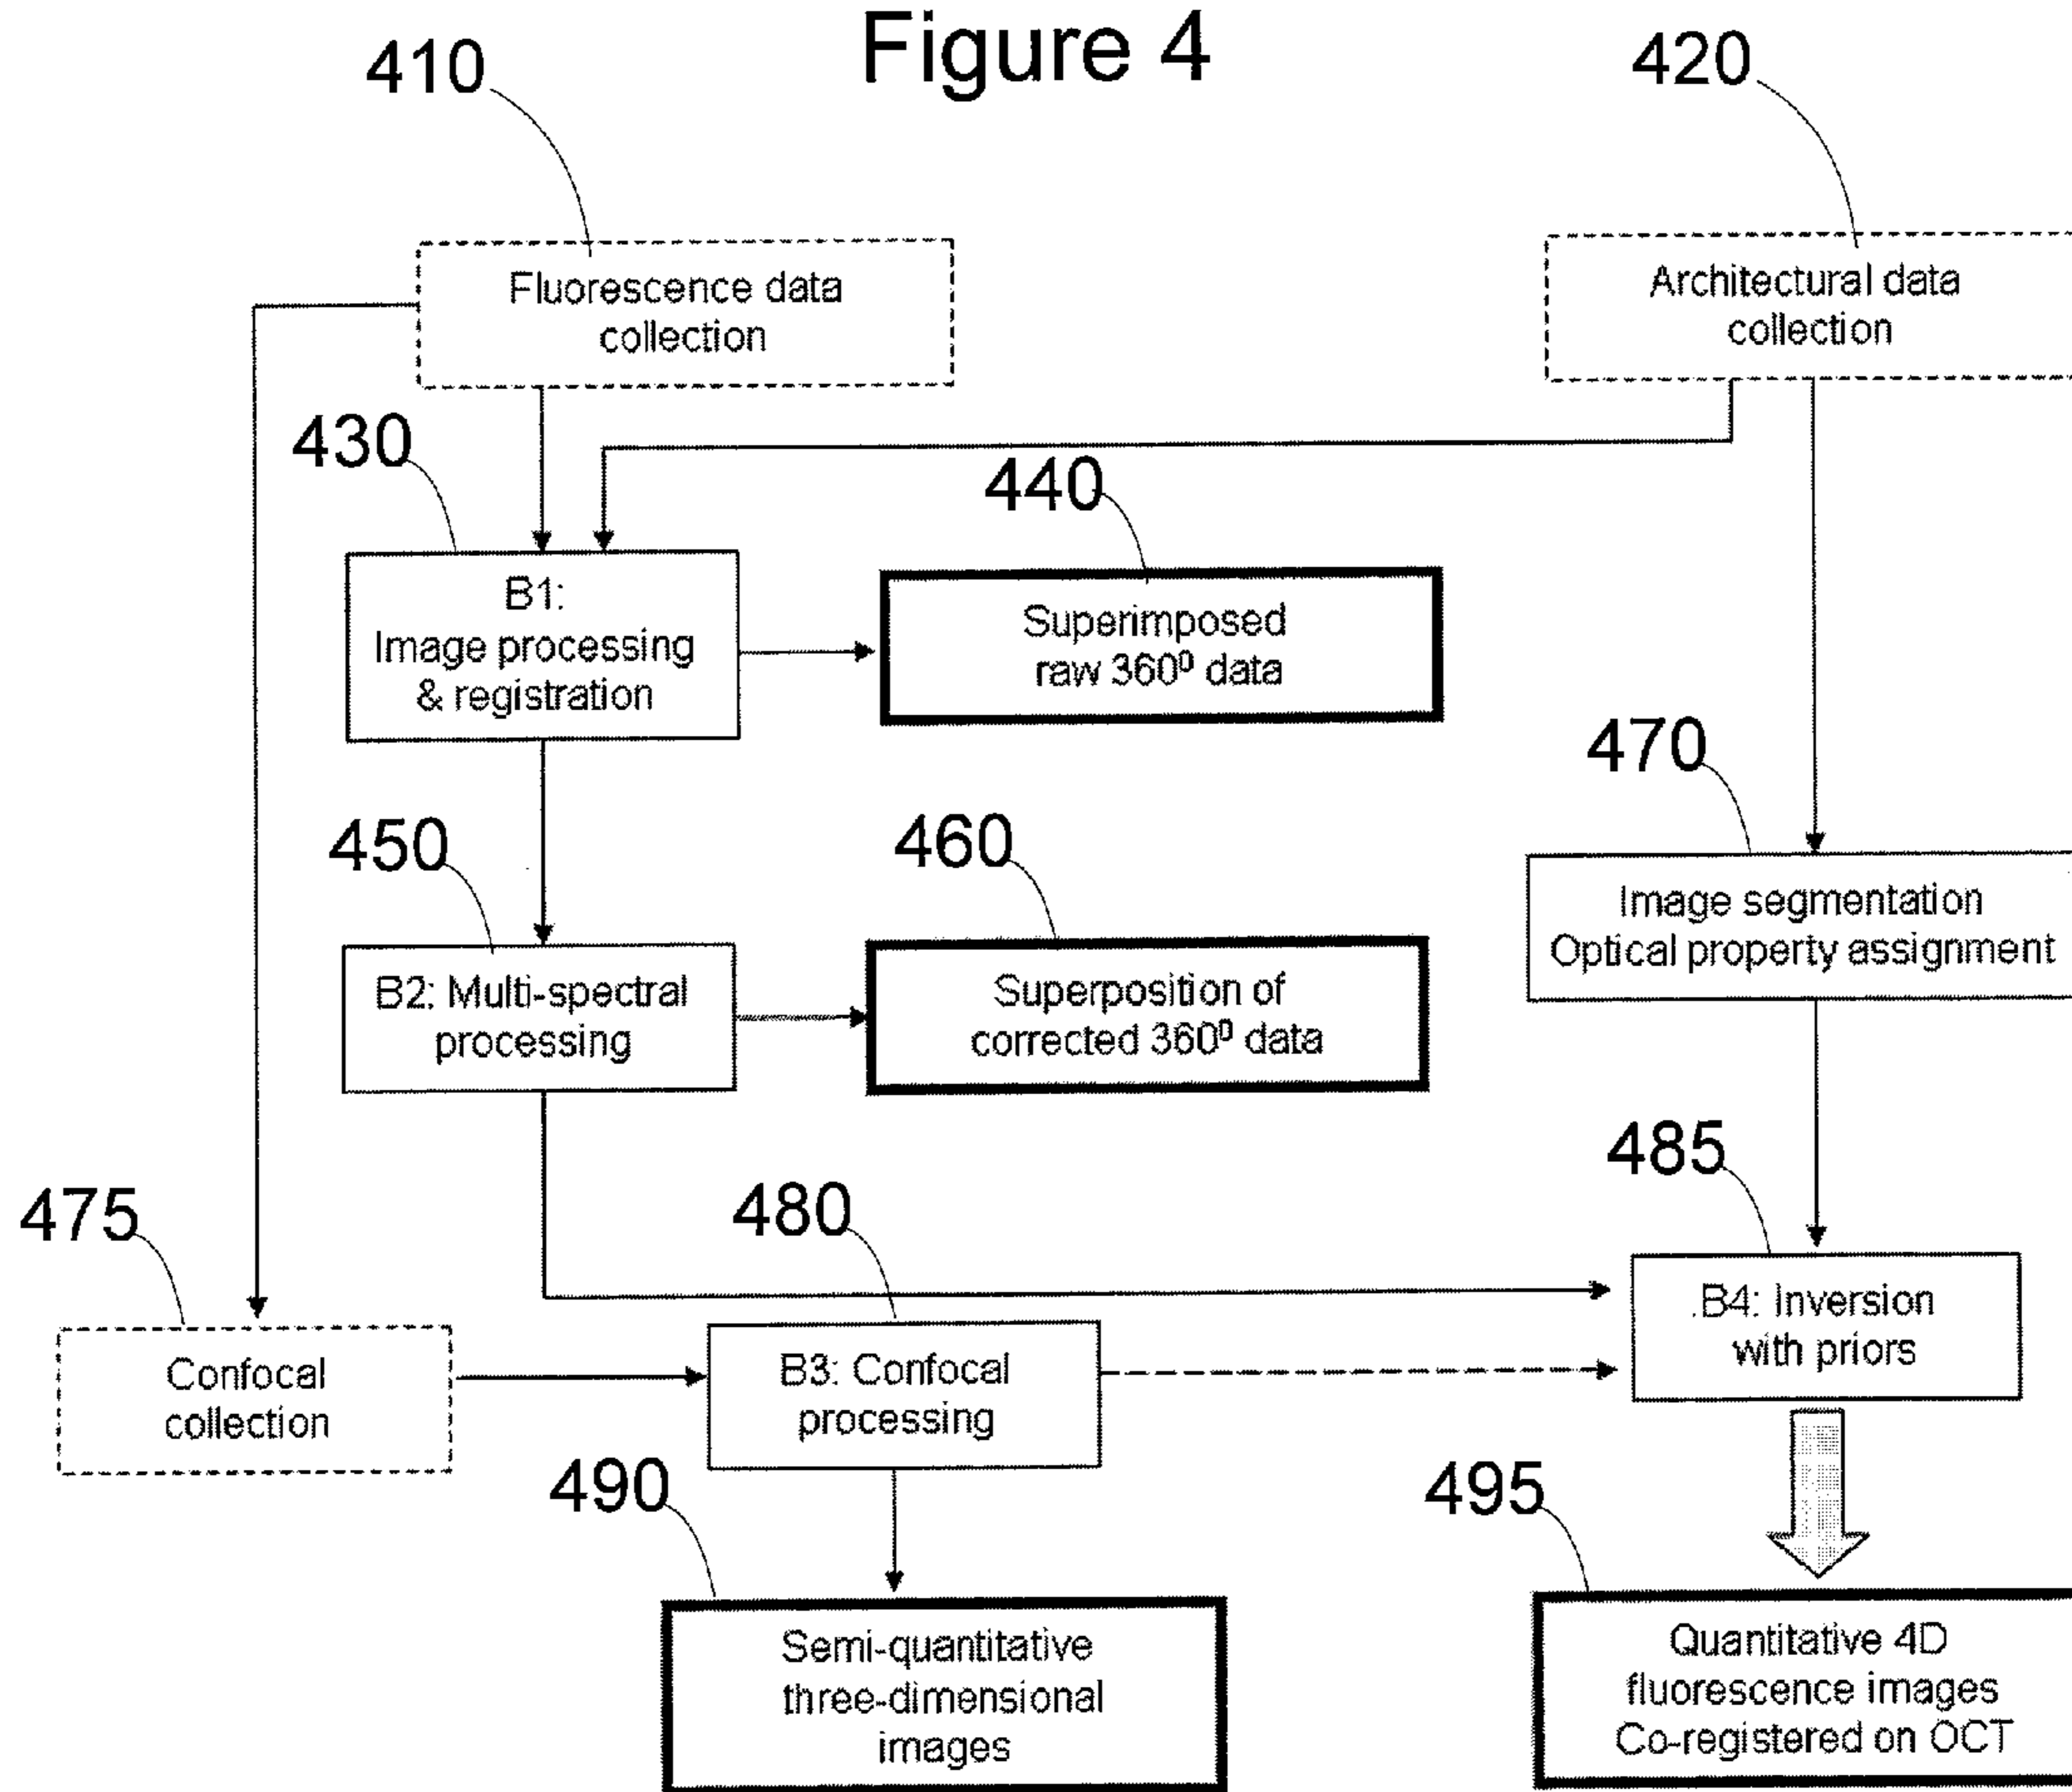 Figure 4
410
420
Fluorescence data
collection
Architectural data
collection
430
440
B1:
Image processing
& registration
Superimposed
raw 360⁰ data
470
450
460
Image segmentation
Optical property assignment
B2: Multi-spectral
processing
Superposition of
corrected 360⁰ data
485
475
480
.B4: Inversion
with priors
Confocal
collection
B3: Confocal
processing
490
495
Semi-quantitative
three-dimensional
images
Quantitative 4D
fluorescence images
Co-registered on OCT